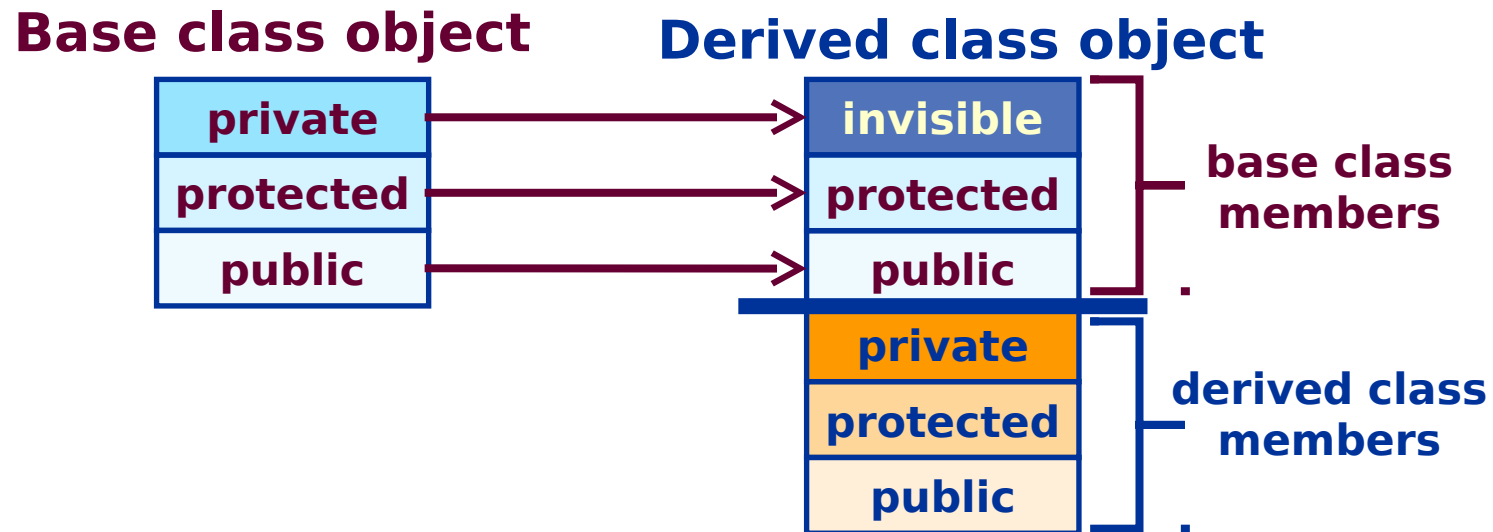 Base class object
Derived class object
private
protected
public
invisible
protected
public
private
protected
public
base class
members
derived class
members